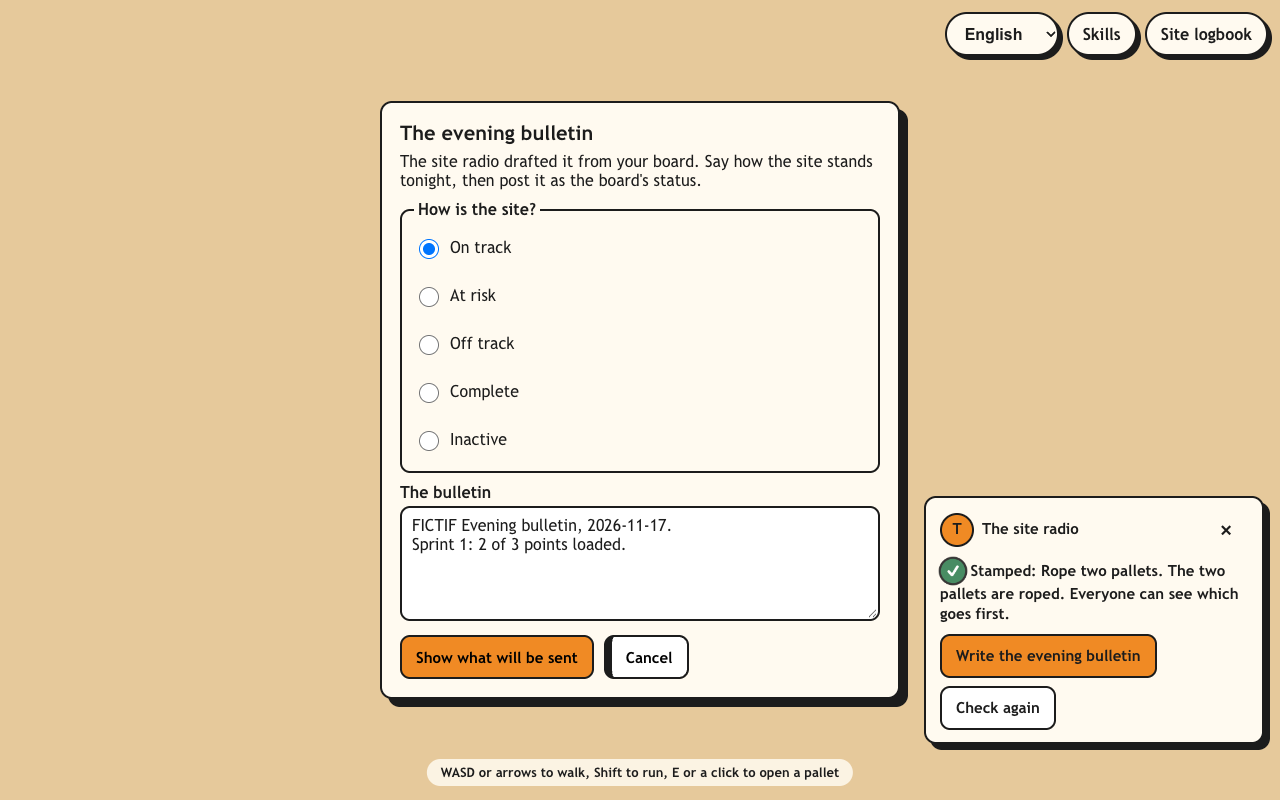 English
Skills
Site logbook
The evening bulletin
The site radio drafted it from your board. Say how the site stands
tonight, then post it as the board's status.
How is the site?
On track
At risk
Off track
Complete
Inactive
The bulletin
FICTIF Evening bulletin, 2026-11-17.
Sprint 1: 2 of 3 points loaded.
Show what will be sent
Cancel
T
The site radio
×
Stamped: Rope two pallets. The two
pallets are roped. Everyone can see which
goes first.
Write the evening bulletin
Check again
WASD or arrows to walk, Shift to run, E or a click to open a pallet